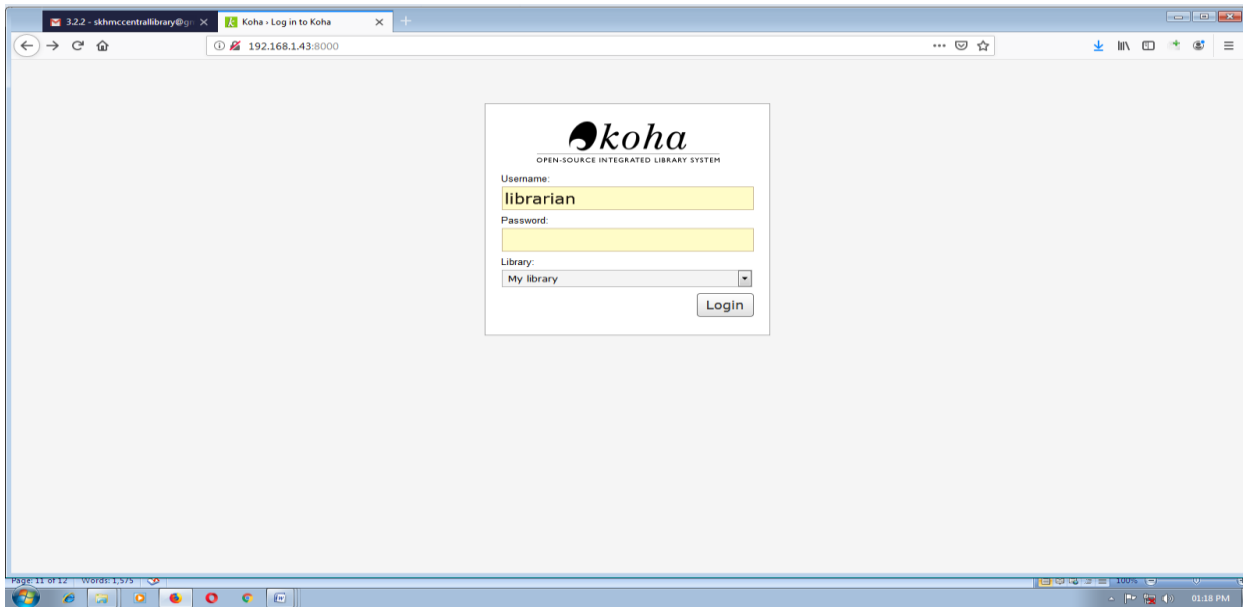 3.2.2 - skhmccentrallibrary@gm
Koha › Log in to Koha
192.168.1.43:8000
koha
OPEN-SOURCE INTEGRATED LIBRARY SYSTEM
Username:
librarian
Password:
Library:
My library
Login
Page: 11 of 12 Words: 1,575
100%
01:18 PM